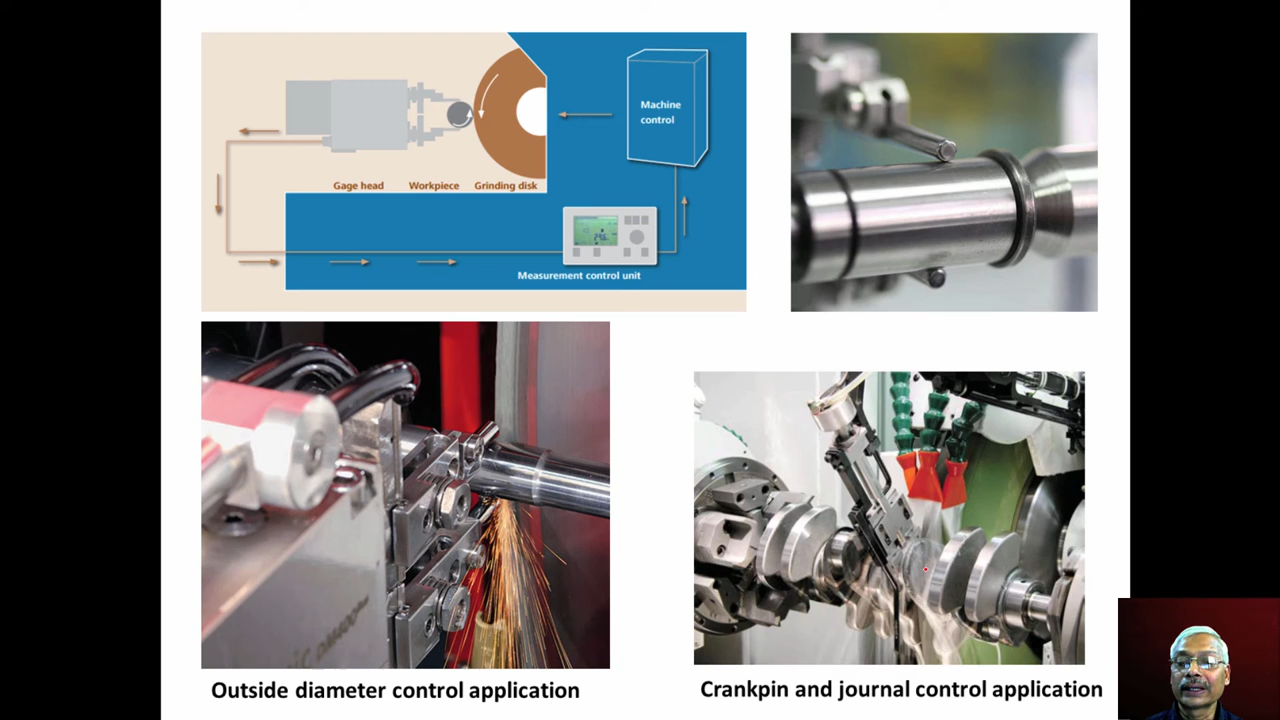 Machine
control
Gage head
Workpiece
Grinding disk
Measurement control unit
Outside diameter control application
Crankpin and journal control application